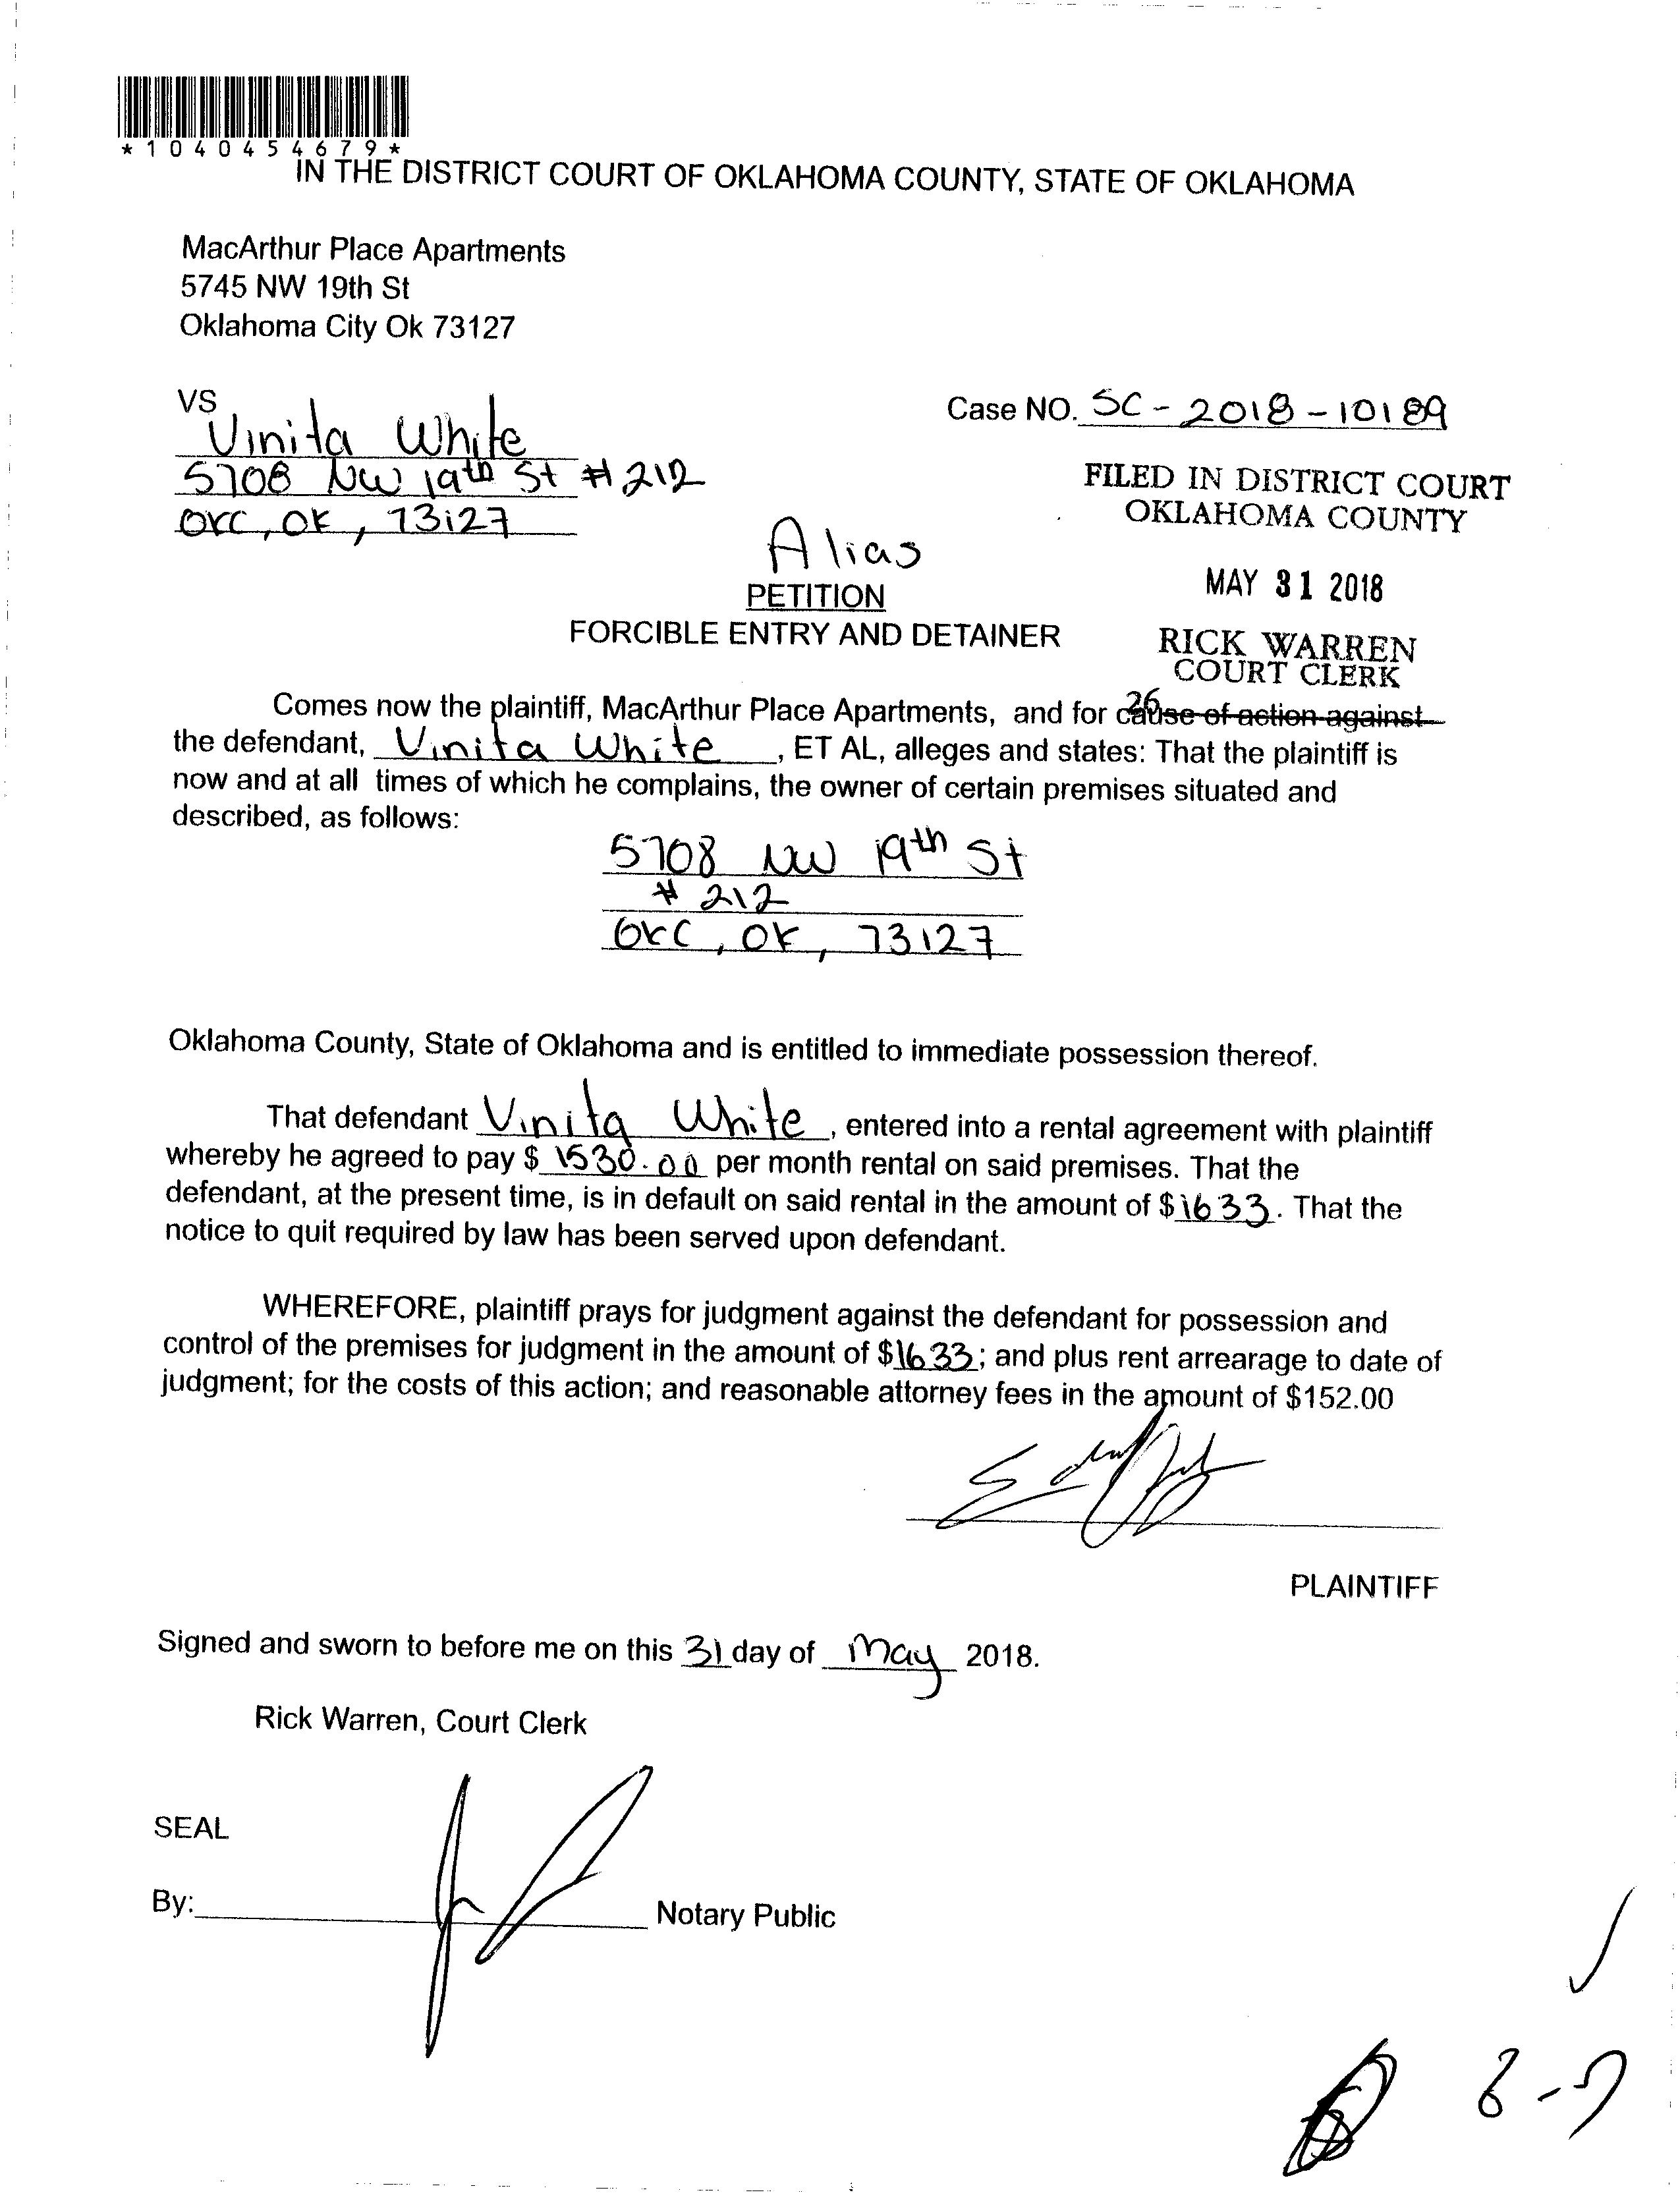 *1040454679*
IN THE DISTRICT COURT OF OKLAHOMA COUNTY, STATE OF OKLAHOMA
MacArthur Place Apartments
5745 NW 19th St
Oklahoma City Ok 73127
VS
Vinita White
5708 NW 19th St #212
OKC, OK, 73127
Case NO. SC-2018-10189
FILED IN DISTRICT COURT
OKLAHOMA COUNTY
MAY 31 2018
RICK WARREN
COURT CLERK
26
Alias
PETITION
FORCIBLE ENTRY AND DETAINER
Comes now the plaintiff, MacArthur Place Apartments, and for cause of action against
the defendant, Vinita White, ET AL, alleges and states: That the plaintiff is
now and at all times of which he complains, the owner of certain premises situated and
described, as follows:
5708 NW 19th St
# 212
OKC, OK, 73127
Oklahoma County, State of Oklahoma and is entitled to immediate possession thereof.
That defendant Vinita White, entered into a rental agreement with plaintiff
whereby he agreed to pay $ 1530.00 per month rental on said premises. That the
defendant, at the present time, is in default on said rental in the amount of $1633. That the
notice to quit required by law has been served upon defendant.
WHEREFORE, plaintiff prays for judgment against the defendant for possession and
control of the premises for judgment in the amount of $1633; and plus rent arrearage to date of
judgment; for the costs of this action; and reasonable attorney fees in the amount of $152.00
PLAINTIFF
Signed and sworn to before me on this 31 day of May 2018.
Rick Warren, Court Clerk
SEAL
By: Notary Public